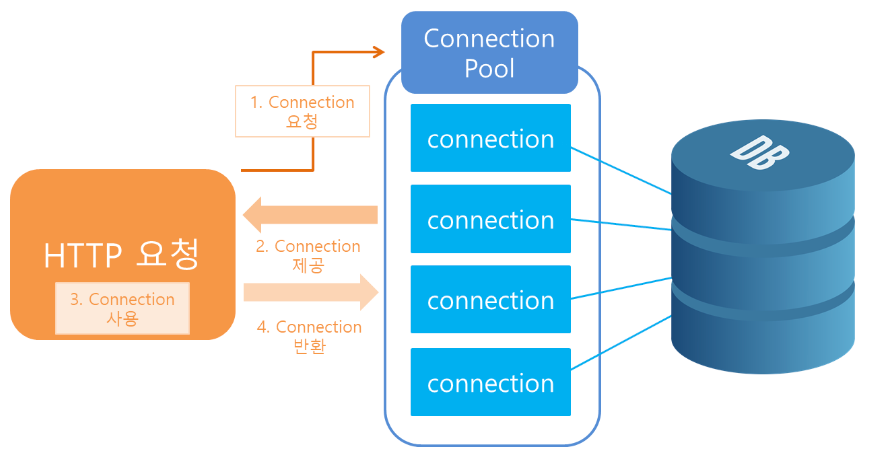 Connection
Pool
1. Connection
요청
connection
DB
connection
HTTP 요청
2. Connection
제공
3. Connection
사용
connection
4. Connection
반환
connection